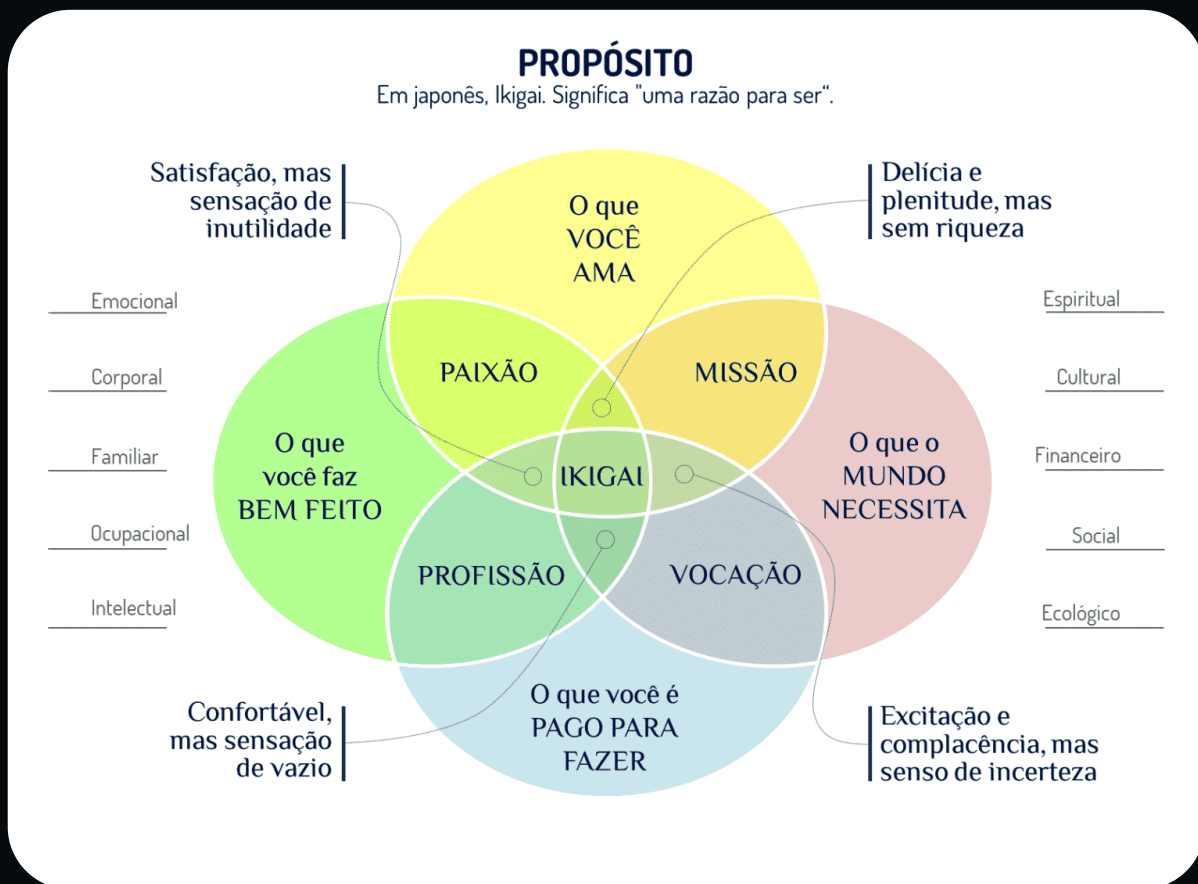 PROPÓSITO
Em japonês, Ikigai. Significa "uma razão para ser“.
Satisfação, mas
sensação de
inutilidade
Delícia e
plenitude, mas
sem riqueza
O que
VOCÊ
AMA
Emocional
Corporal
Familiar
Ocupacional
Intelectual
Espiritual
Cultural
Financeiro
Social
Ecológico
PAIXÃO
MISSÃO
O que
você faz
BEM FEITO
IKIGAI
O que o
MUNDO
NECESSITA
PROFISSÃO
VOCAÇÃO
O que você é
PAGO PARA
FAZER
Confortável,
mas sensação
de vazio
Excitação e
complacência, mas
senso de incerteza